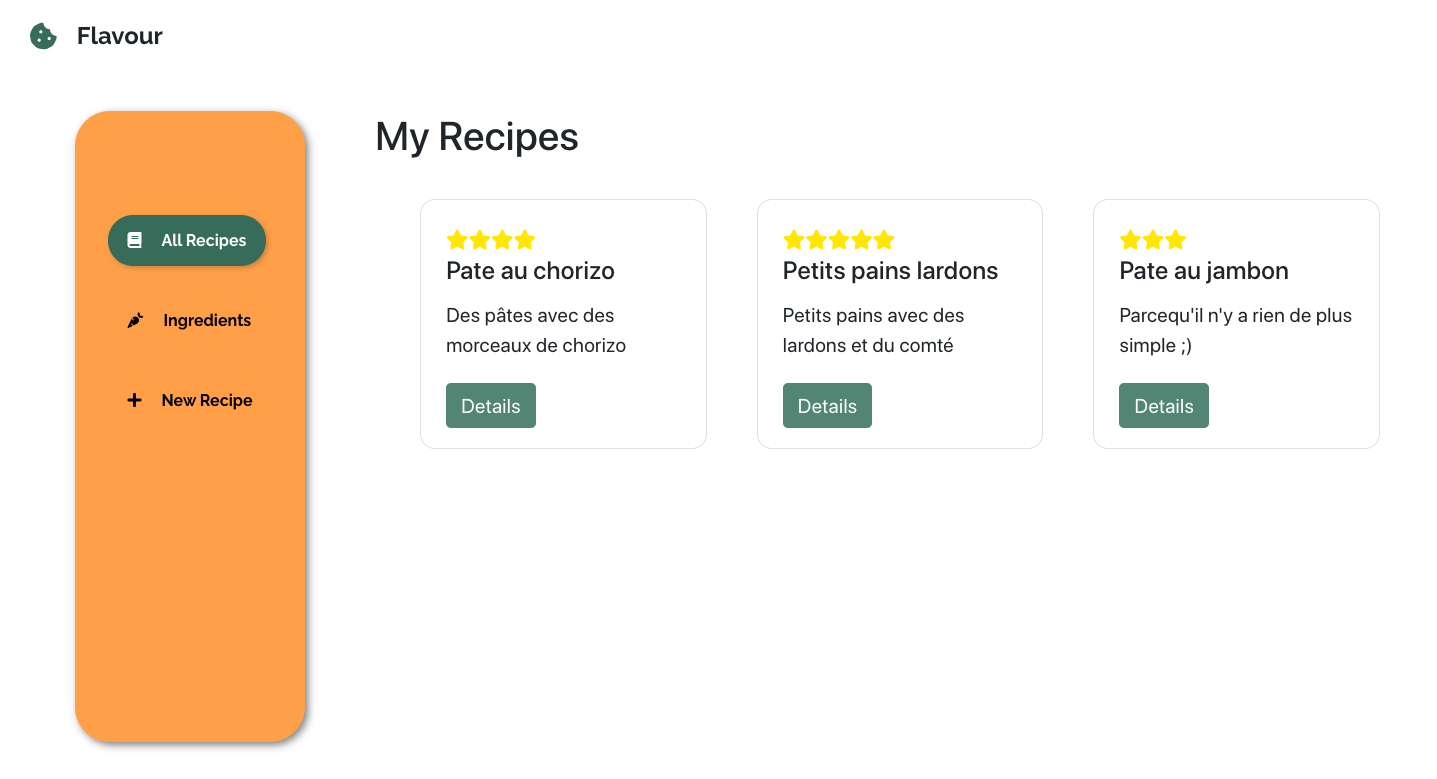 Flavour
All Recipes
Ingredients
New Recipe
My Recipes
Pate au chorizo
Des pâtes avec des
morceaux de chorizo
Details
Petits pains lardons
Petits pains avec des
lardons et du comté
Details
Pate au jambon
Parcequ'il n'y a rien de plus
simple ;)
Details